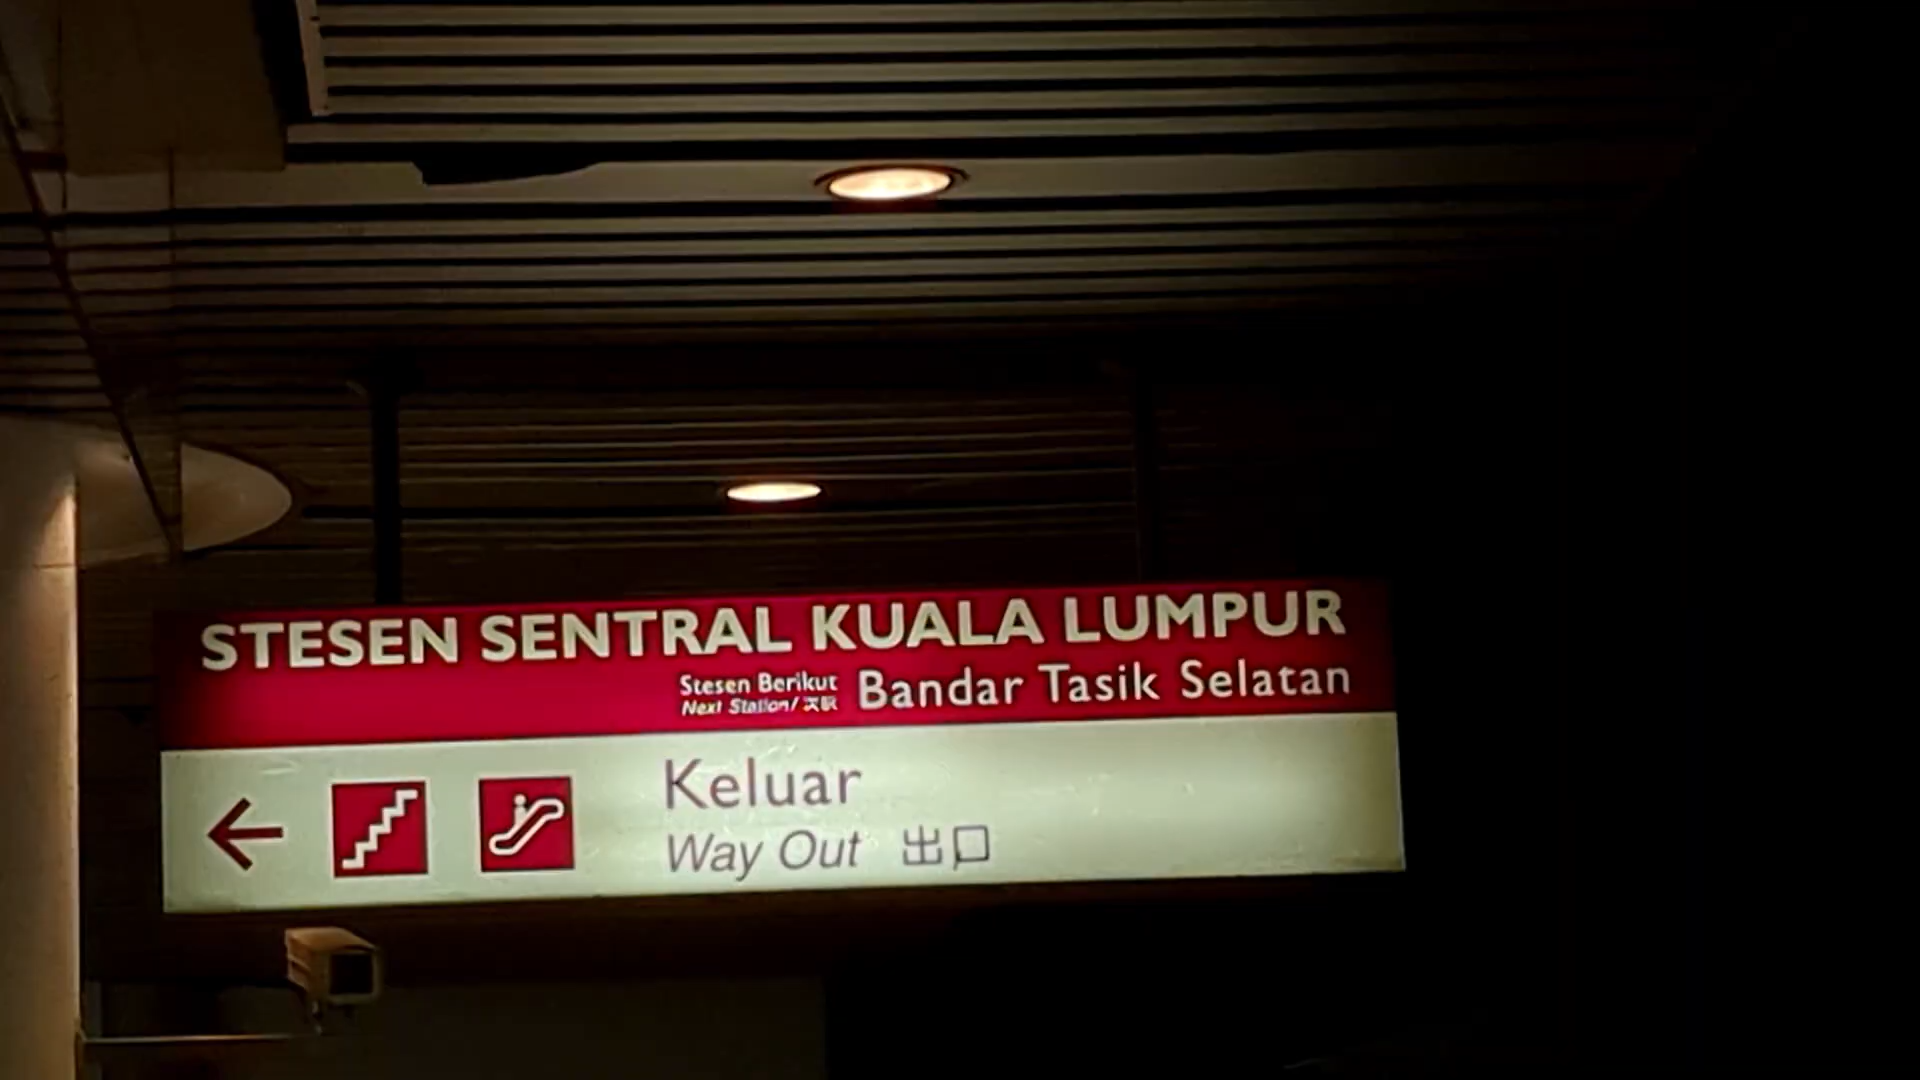 STESEN SENTRAL KUALA LUMPUR
Stesen Berikut Bandar Tasik Selatan
Next Station/ 次駅
Keluar
Way Out 出口